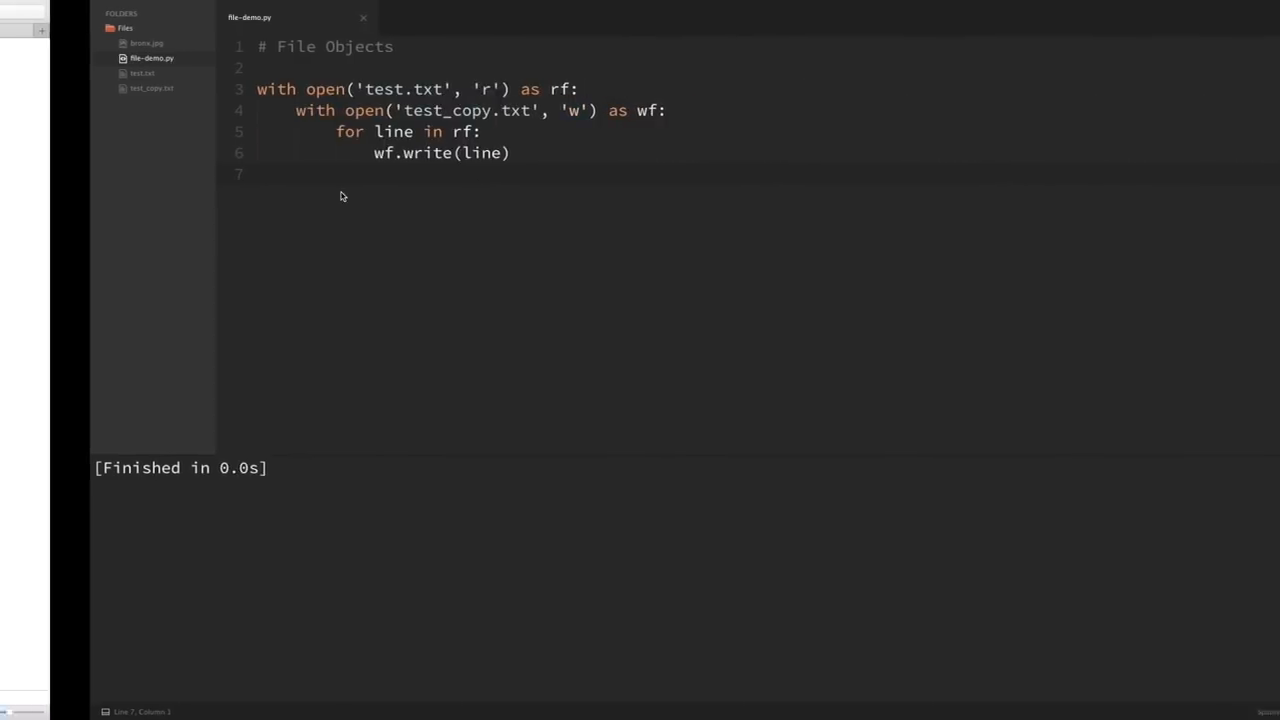 FOLDERS
Files
bronx.jpg
file-demo.py
test.txt
test_copy.txt
file-demo.py
1 # File Objects
2
3 with open('test.txt', 'r') as rf:
4 with open('test_copy.txt', 'w') as wf:
5 for line in rf:
6 wf.write(line)
7
[Finished in 0.0s]
Line 7, Column 1